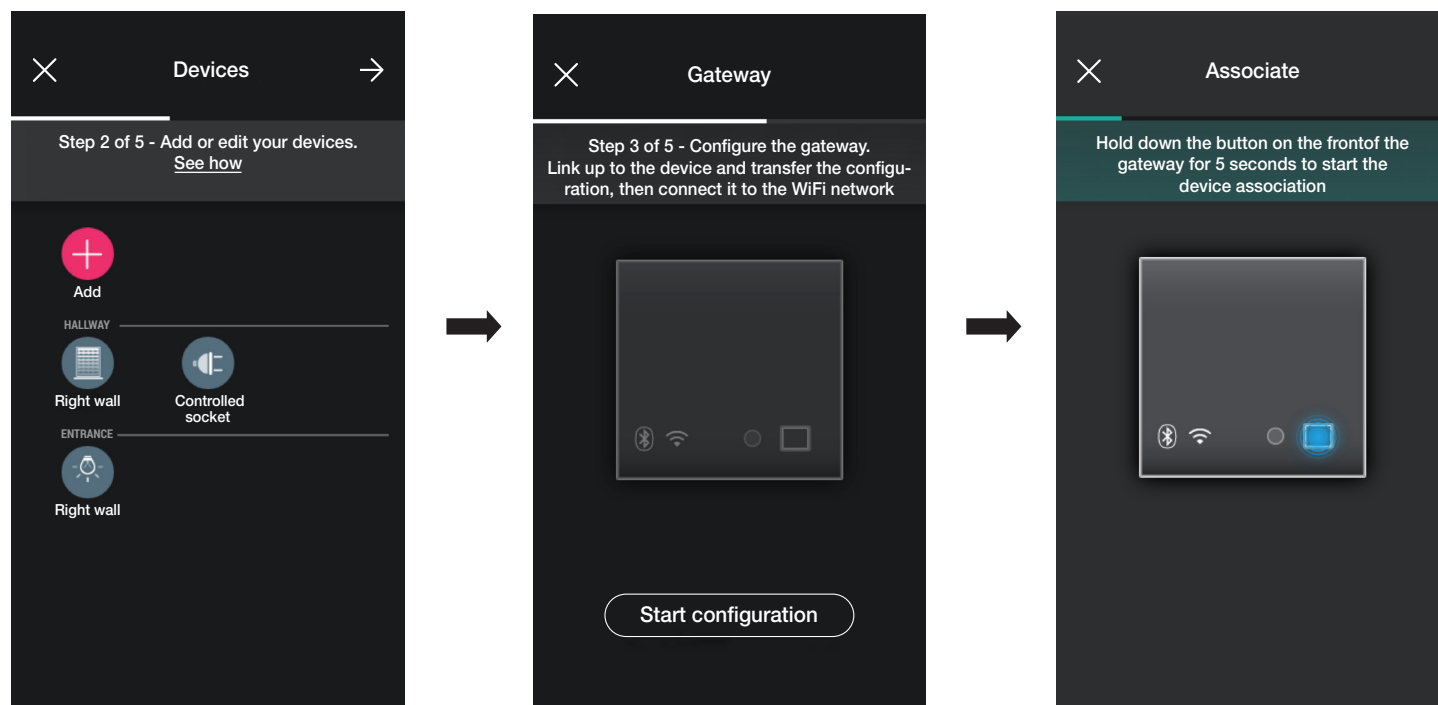 Devices
Step 2 of 5 - Add or edit your devices.
See how
Add
HALLWAY
Right wall
Controlled
socket
ENTRANCE
Right wall
Gateway
Step 3 of 5 - Configure the gateway.
Link up to the device and transfer the configu-
ration, then connect it to the WiFi network
Start configuration
Associate
Hold down the button on the frontof the
gateway for 5 seconds to start the
device association